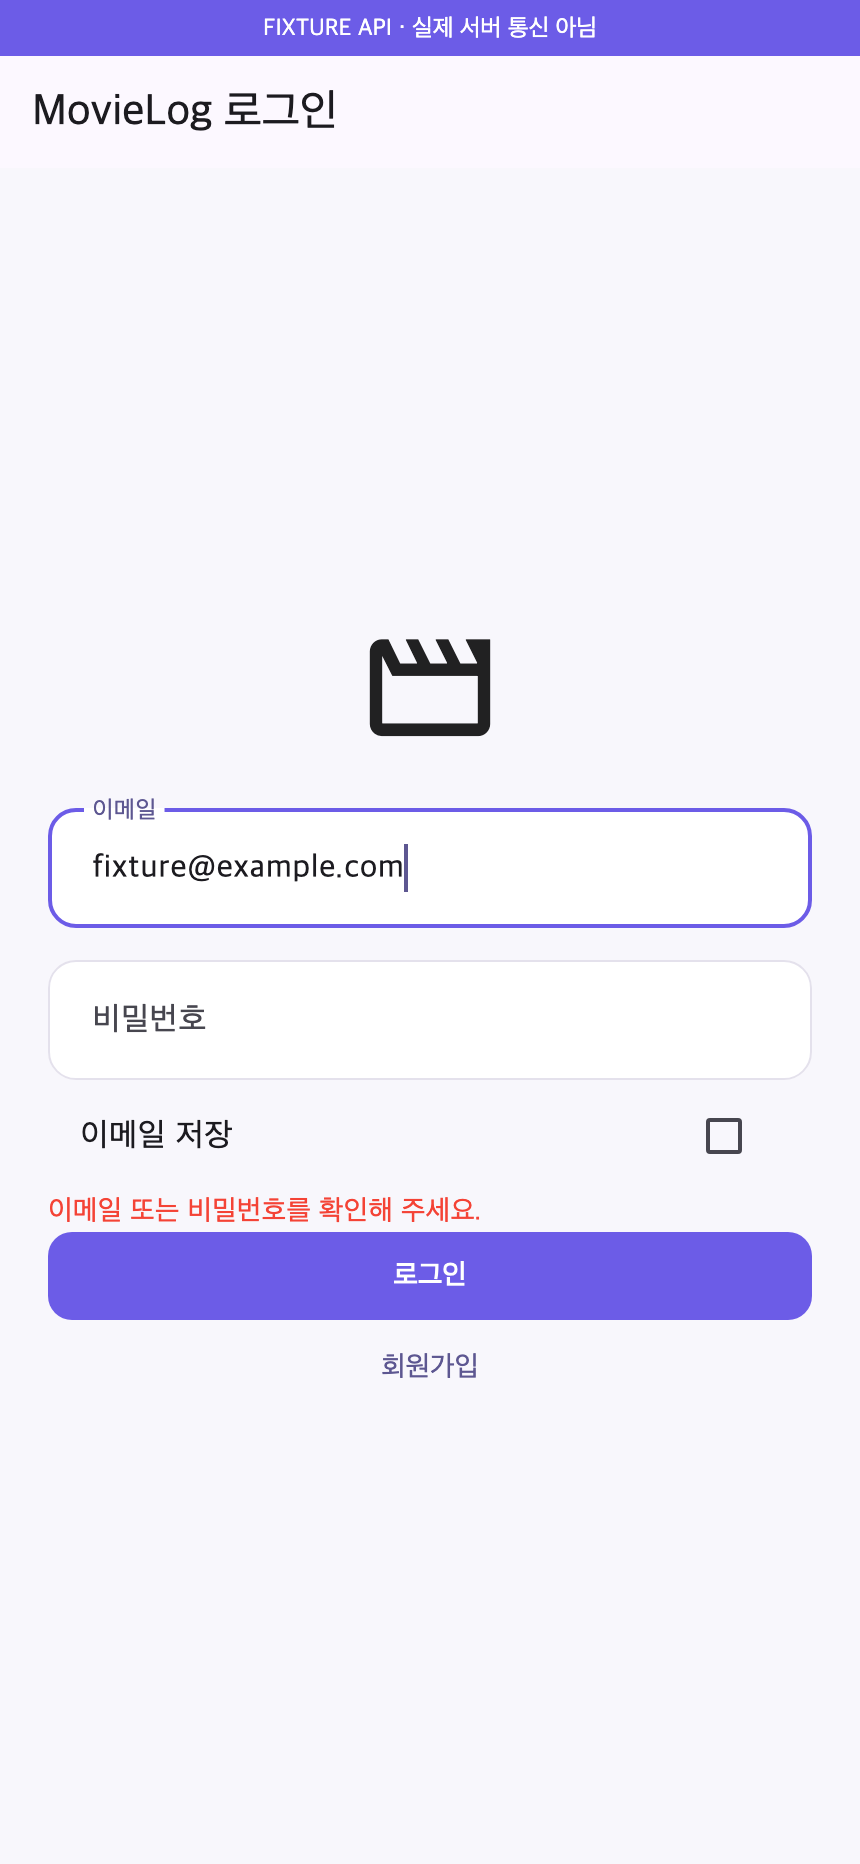 FIXTURE API · 실제 서버 통신 아님
MovieLog 로그인
이메일
fixture@example.com
비밀번호
이메일 저장
이메일 또는 비밀번호를 확인해 주세요.
로그인
회원가입